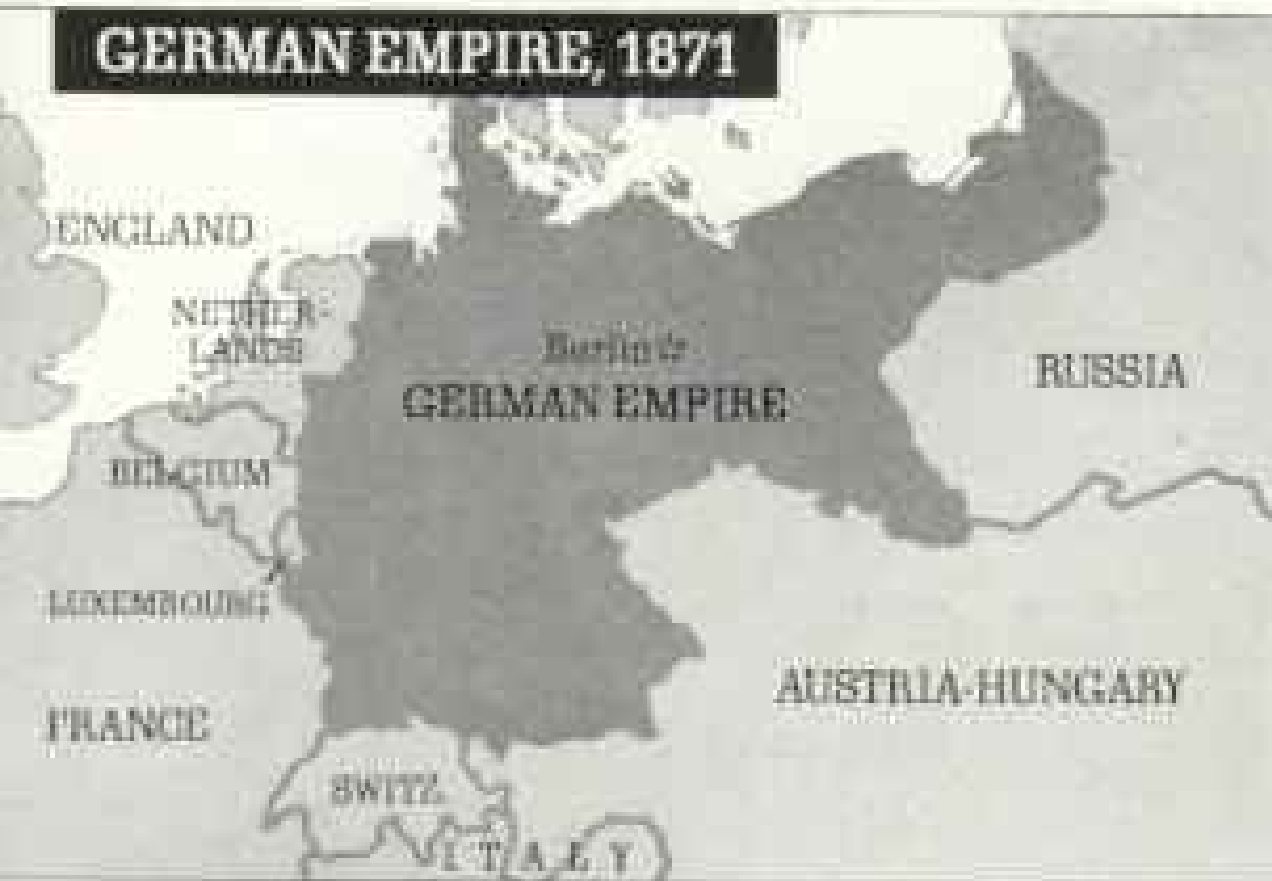 GERMAN EMPIRE, 1871
ENGLAND
NETHER-
LANDS
Berlin☆
GERMAN EMPIRE
RUSSIA
BELGIUM
LUXEMBOURG
AUSTRIA-HUNGARY
FRANCE
SWITZ.
ITALY